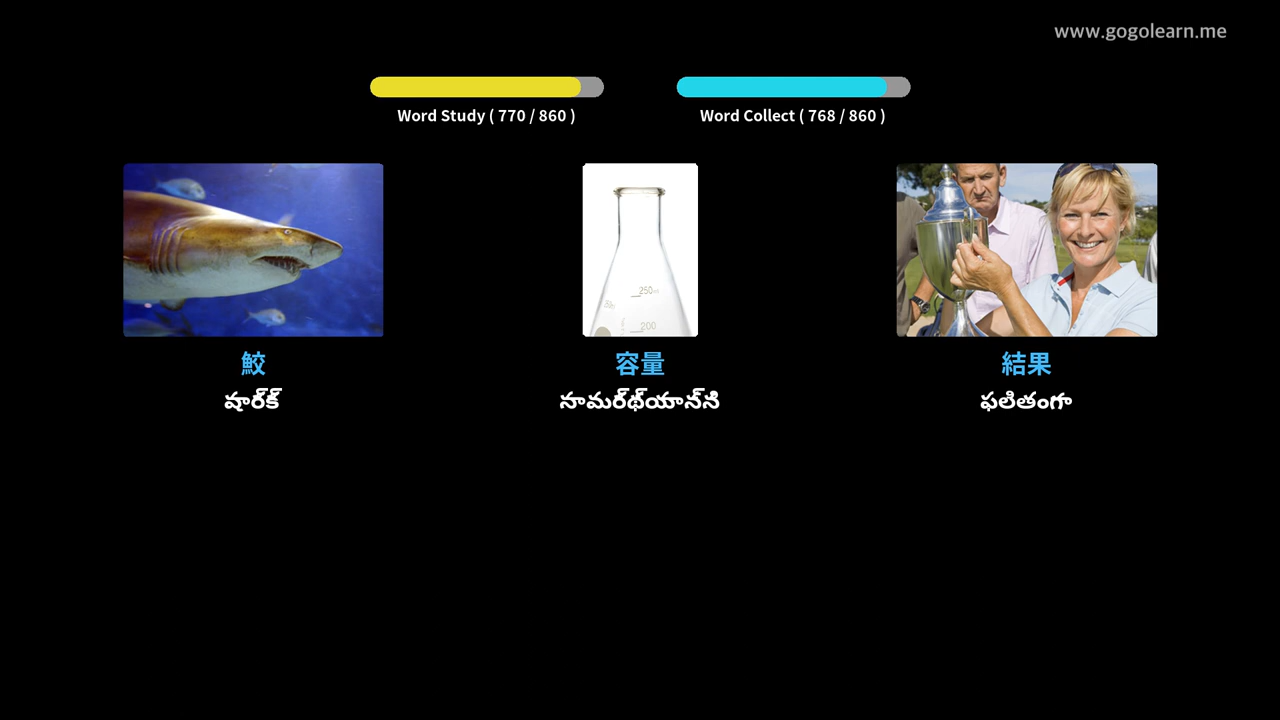 www.gogolearn.me
Word Study ( 770 / 860 )
Word Collect ( 768 / 860 )
鮫
容量
結果
షార్క్
సామర్థ్యాన్ని
ఫలితంగా